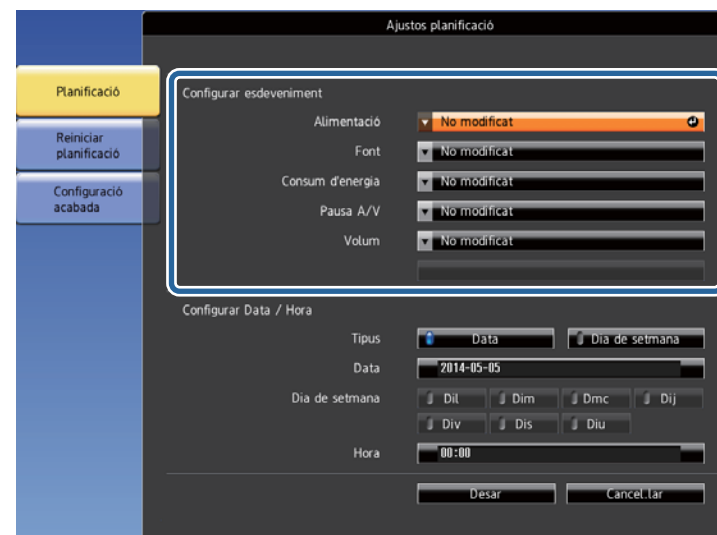 Ajustos planificació
Planificació
Reiniciar
planificació
Configuració
acabada
Configurar esdeveniment
Alimentació No modificat
Font No modificat
Consum d'energia No modificat
Pausa A/V No modificat
Volum No modificat
Configurar Data / Hora
Tipus Data Dia de setmana
Data 2014-05-05
Dia de setmana Dil Dim Dmc Dij
Div Dis Diu
Hora 00:00
Desar Cancel.lar